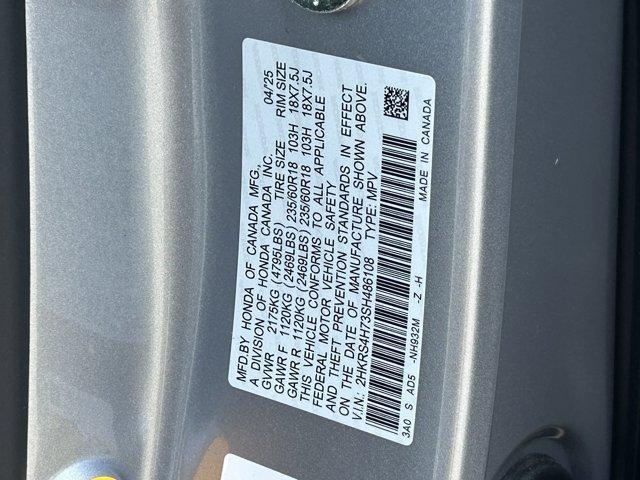 MFD.BY HONDA OF CANADA MFG. 04/25
A DIVISION OF HONDA CANADA INC.
GVWR 2175KG (4795LBS) TIRE SIZE RIM SIZE
GAWR F 1120KG (2469LBS) 235/60R18 103H 18X7.5J
GAWR R 1120KG (2469LBS) 235/60R18 103H 18X7.5J
THIS VEHICLE CONFORMS TO ALL APPLICABLE
FEDERAL MOTOR VEHICLE SAFETY
AND THEFT PREVENTION STANDARDS IN EFFECT
ON THE DATE OF MANUFACTURE SHOWN ABOVE.
V.I.N.: 2HKRS4H73SH486108 TYPE: MPV
3A0 S AD5 -NH932M -Z -H MADE IN CANADA